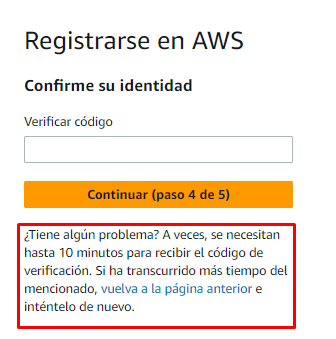 Registrarse en AWS
Confirme su identidad
Verificar código
Continuar (paso 4 de 5)
¿Tiene algún problema? A veces, se necesitan
hasta 10 minutos para recibir el código de
verificación. Si ha transcurrido más tiempo del
mencionado, vuelva a la página anterior e
inténtelo de nuevo.